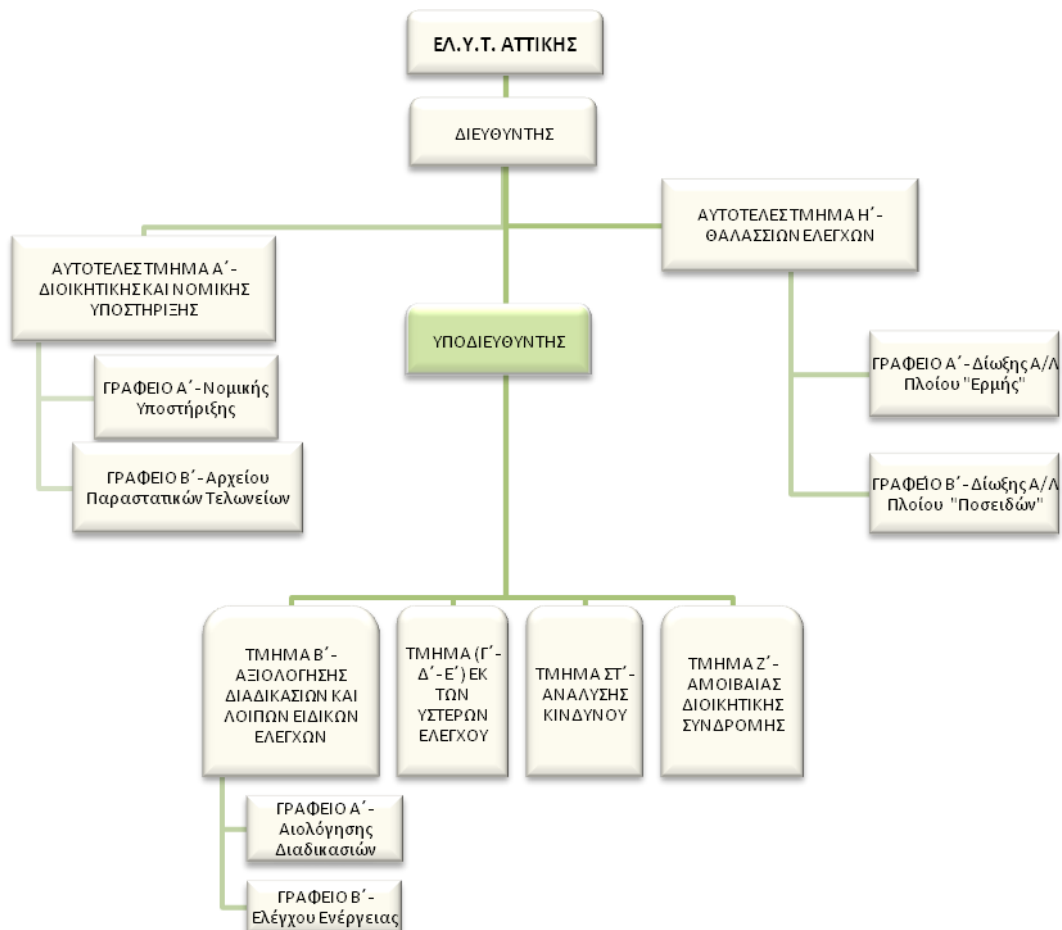 ΕΛ.Υ.Τ. ΑΤΤΙΚΗΣ
ΔΙΕΥΘΥΝΤΗΣ
ΑΥΤΟΤΕΛΕΣ ΤΜΗΜΑ Α΄-
ΔΙΟΙΚΗΤΙΚΗΣ ΚΑΙ ΝΟΜΙΚΗΣ
ΥΠΟΣΤΗΡΙΞΗΣ
ΓΡΑΦΕΙΟ Α΄- Νομικής
Υποστήριξης
ΓΡΑΦΕΙΟ Β΄- Αρχείου
Παραστατικών Τελωνείων
ΑΥΤΟΤΕΛΕΣ ΤΜΗΜΑ Η΄-
ΘΑΛΑΣΣΙΩΝ ΕΛΕΓΧΩΝ
ΓΡΑΦΕΙΟ Α΄- Δίωξης Α/Λ
Πλοίου "Ερμής"
ΓΡΑΦΕΊΟ Β΄- Δίωξης Α/Λ
Πλοίου "Ποσειδών"
ΥΠΟΔΙΕΥΘΥΝΤΗΣ
ΤΜΗΜΑ Β΄-
ΑΞΙΟΛΟΓΗΣΗΣ
ΔΙΑΔΙΚΑΣΙΩΝ ΚΑΙ
ΛΟΙΠΩΝ ΕΙΔΙΚΩΝ
ΕΛΕΓΧΩΝ
ΓΡΑΦΕΙΟ Α΄-
Αιολόγησης
Διαδικασιών
ΓΡΑΦΕΙΟ Β΄-
Ελέγχου Ενέργειας
ΤΜΗΜΑ (Γ΄-
Δ΄- Ε΄) ΕΚ
ΤΩΝ
ΥΣΤΕΡΩΝ
ΕΛΕΓΧΟΥ
ΤΜΗΜΑ ΣΤ΄-
ΑΝΑΛΥΣΗΣ
ΚΙΝΔΥΝΟΥ
ΤΜΗΜΑ Ζ΄-
ΑΜΟΙΒΑΙΑΣ
ΔΙΟΙΚΗΤΙΚΗΣ
ΣΥΝΔΡΟΜΗΣ